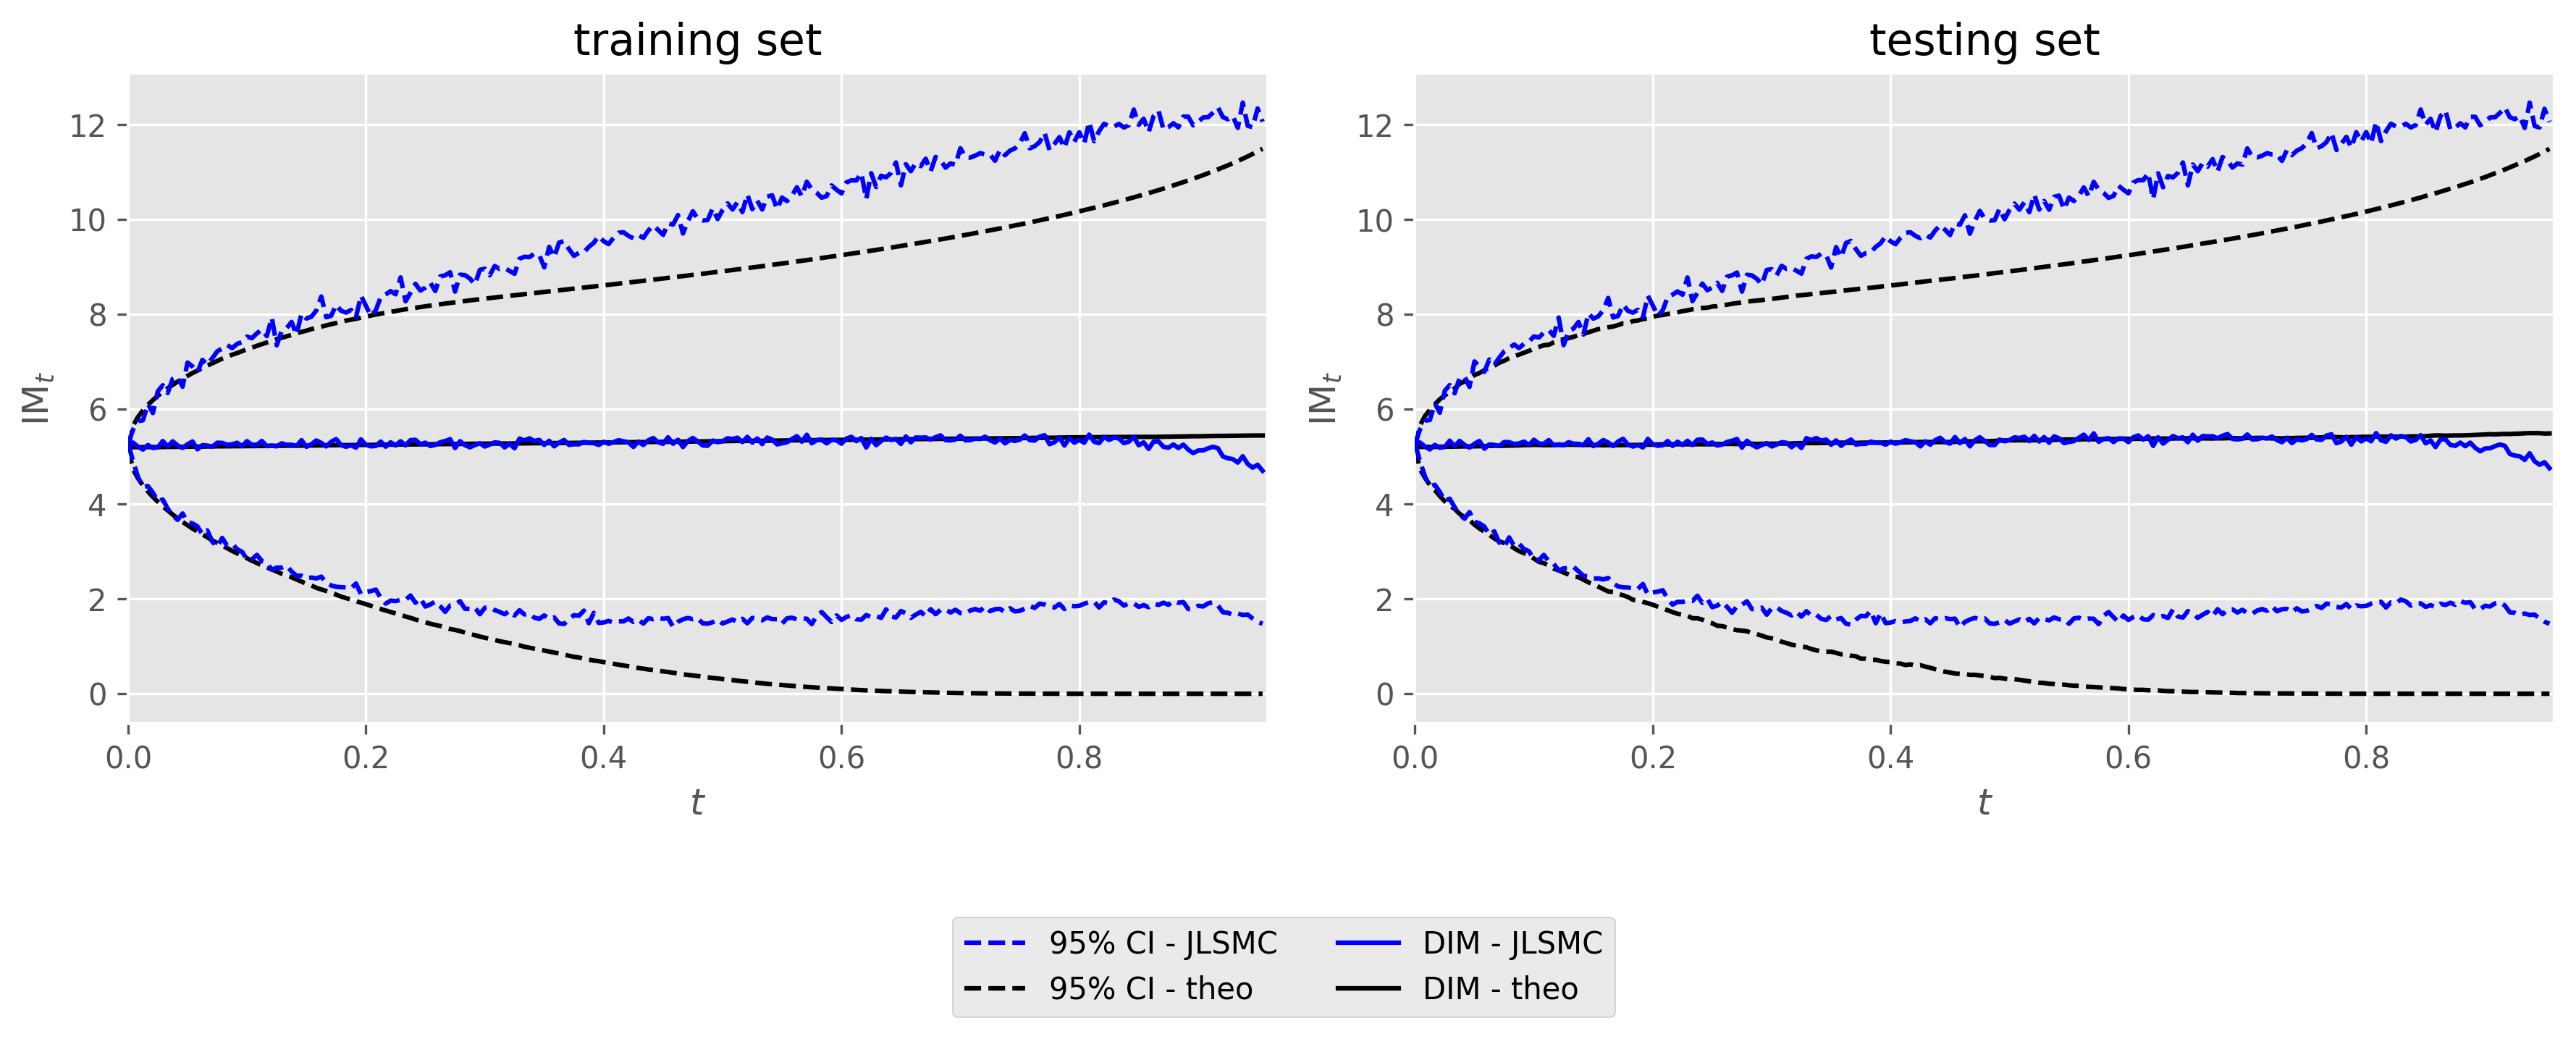 training set
testing set
IM_t
12
10
8
6
4
2
0
0.0 0.2 0.4 0.6 0.8
t
IM_t
12
10
8
6
4
2
0
0.0 0.2 0.4 0.6 0.8
t
95% CI - JLSMC
95% CI - theo
DIM - JLSMC
DIM - theo